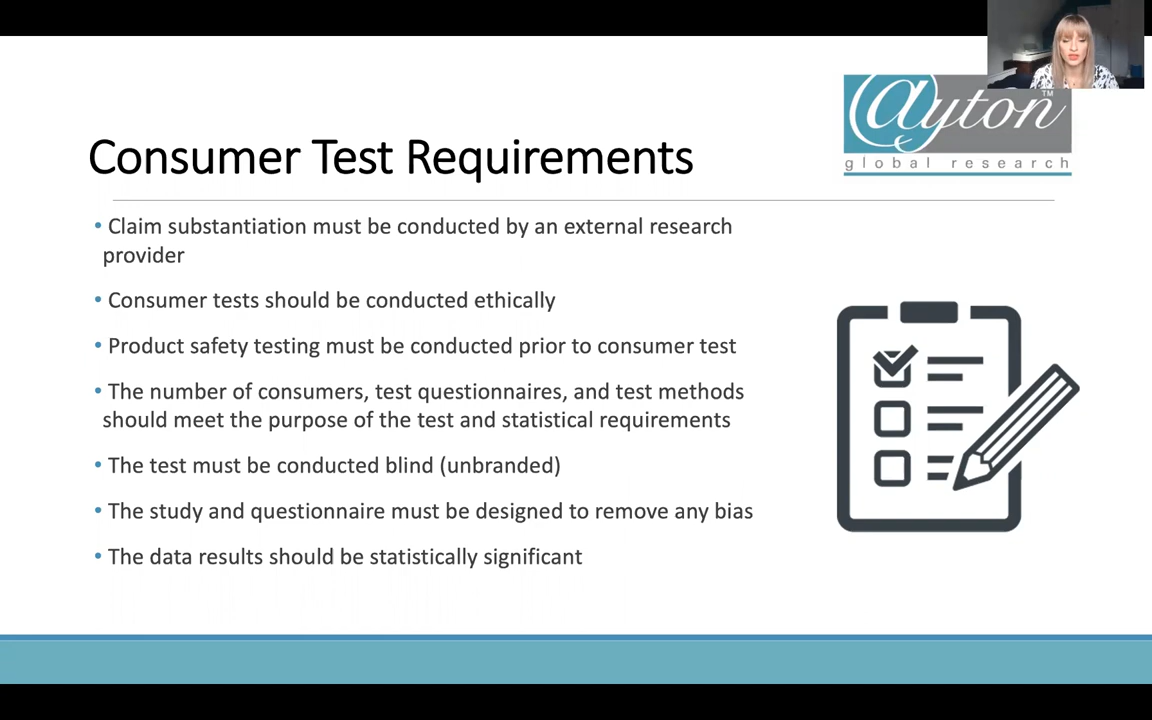 @yton™
global research
Consumer Test Requirements
• Claim substantiation must be conducted by an external research
provider
• Consumer tests should be conducted ethically
• Product safety testing must be conducted prior to consumer test
• The number of consumers, test questionnaires, and test methods
should meet the purpose of the test and statistical requirements
• The test must be conducted blind (unbranded)
• The study and questionnaire must be designed to remove any bias
• The data results should be statistically significant